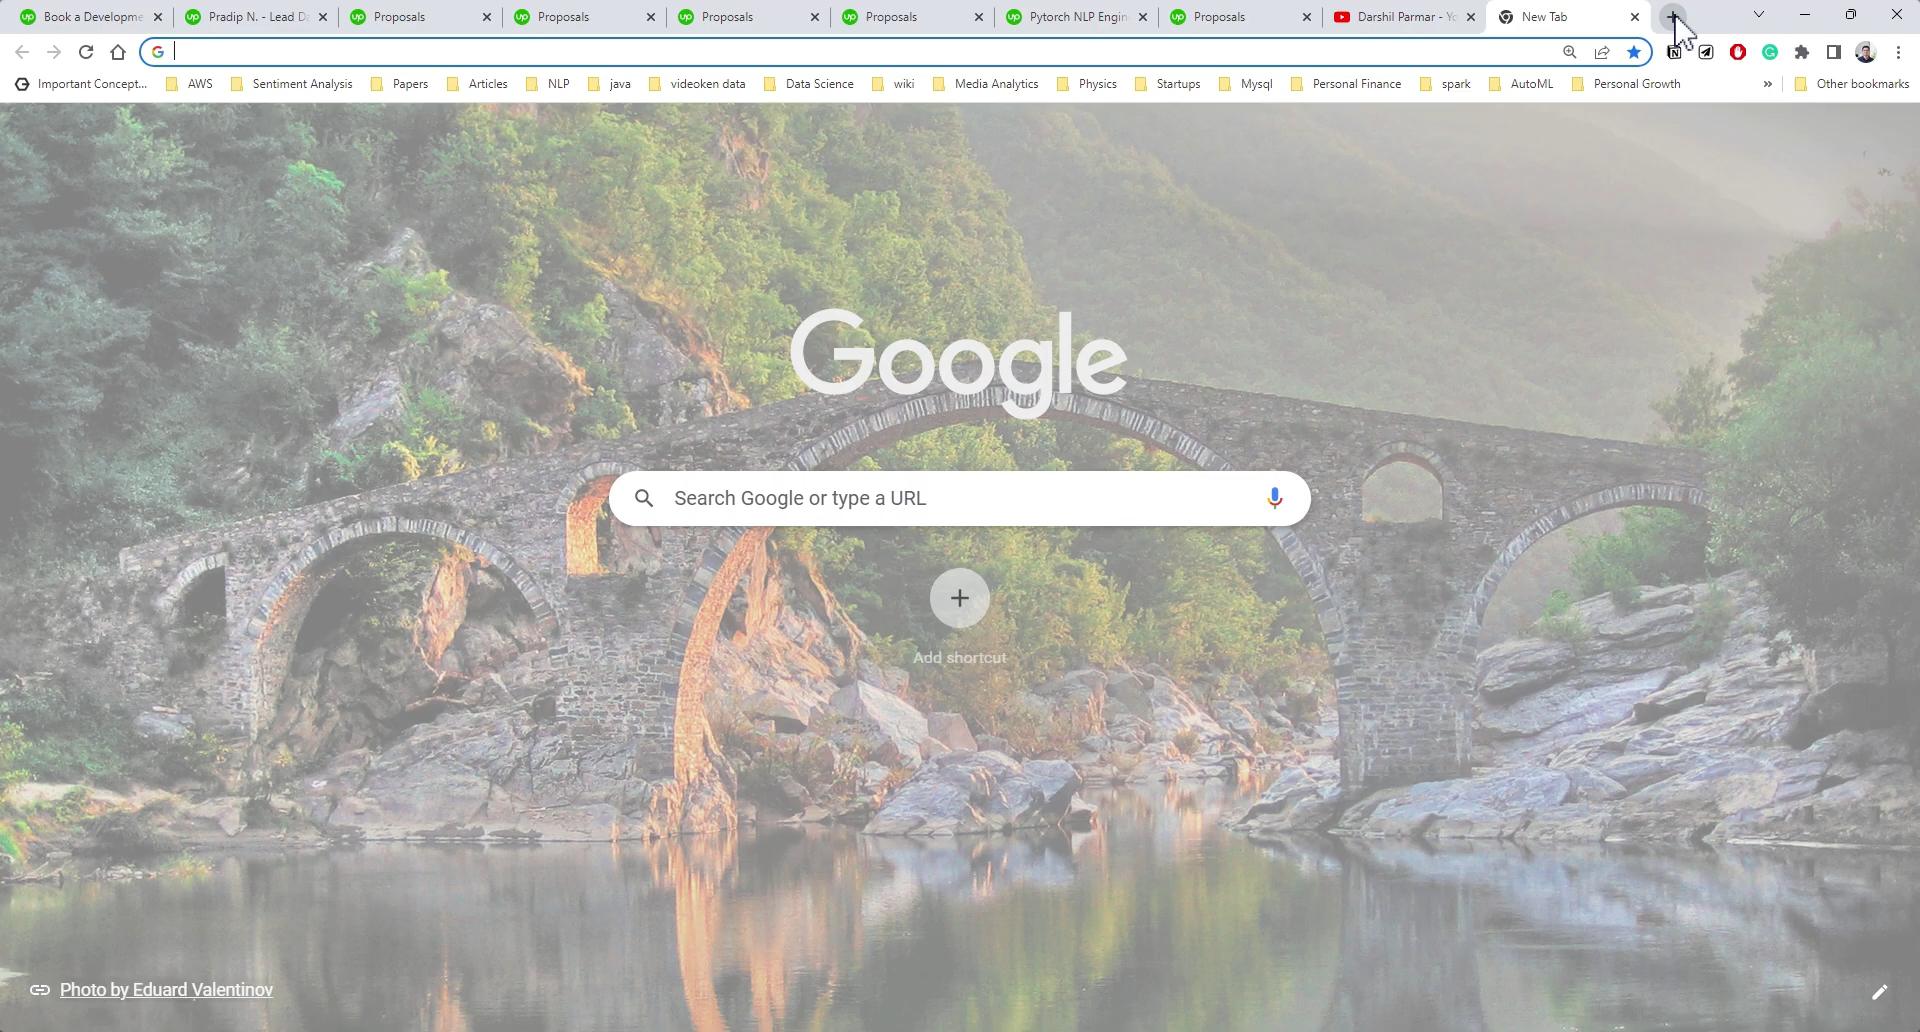 Book a Developme
Pradip N. - Lead Da
Proposals
Proposals
Proposals
Proposals
Pytorch NLP Engin
Proposals
Darshil Parmar - Yo
New Tab
Important Concept...
AWS
Sentiment Analysis
Papers
Articles
NLP
java
videoken data
Data Science
wiki
Media Analytics
Physics
Startups
Mysql
Personal Finance
spark
AutoML
Personal Growth
»
Other bookmarks
Google
Search Google or type a URL
Add shortcut
Photo by Eduard Valentinov